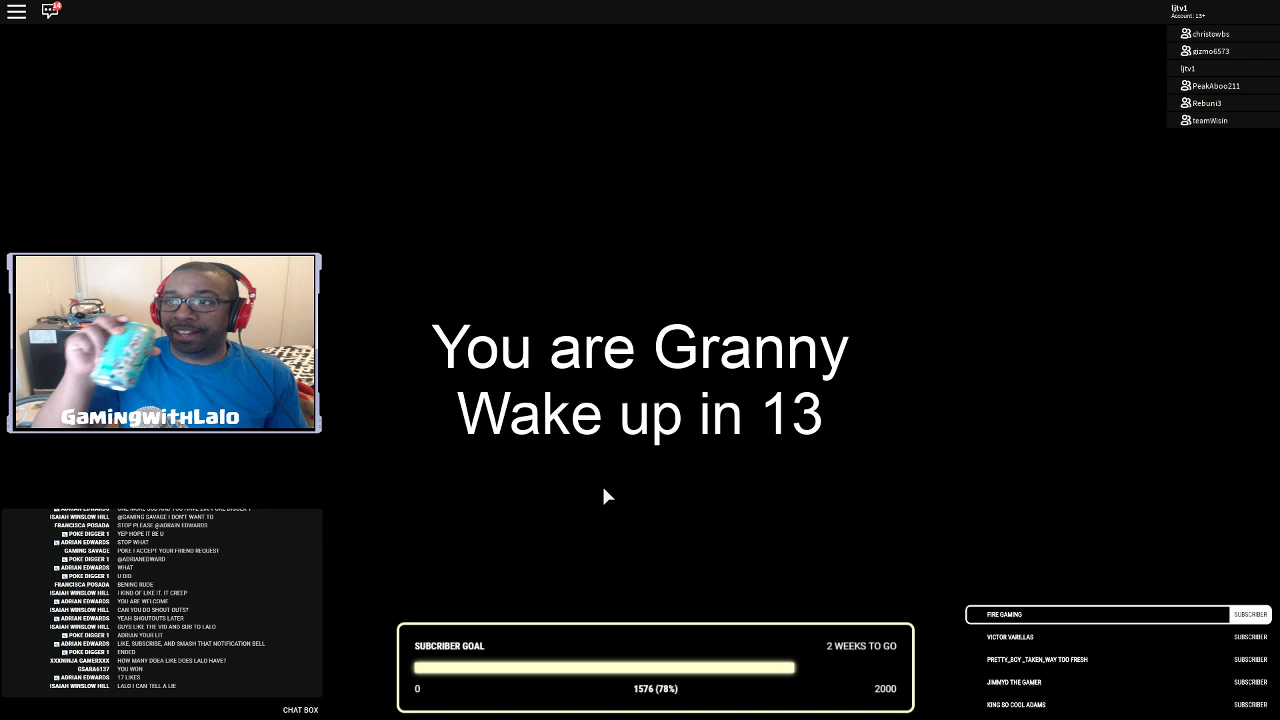 14
ljtv1
Account: 13+
christowbs
gizmo6573
ljtv1
PeakAboo211
Rebuni3
teamWisin
You are Granny
Wake up in 13
GamingwithLalo
ISAIAH WINSLOW HILL @GAMING SAVAGE I DON'T WANT TO
FRANCISCA POSADA STOP PLEASE @ADRAIN EDWARDS
POKE DIGGER 1 YEP HOPE IT BE U
ADRIAN EDWARDS STOP WHAT
GAMING SAVAGE POKE I ACCEPT YOUR FRIEND REQUEST
POKE DIGGER 1 @ADRIANEDWARD
ADRIAN EDWARDS WHAT
POKE DIGGER 1 U DID
FRANCISCA POSADA BENING RUDE
ISAIAH WINSLOW HILL I KIND OF LIKE IT. IT CREEP
ADRIAN EDWARDS YOU ARE WELCOME
ISAIAH WINSLOW HILL CAN YOU DO SHOUT OUTS?
ADRIAN EDWARDS YEAH SHOUTOUTS LATER
ISAIAH WINSLOW HILL GUYS LIKE THE VID AND SUB TO LALO
POKE DIGGER 1 ADRIAN YOUR LIT
ADRIAN EDWARDS LIKE, SUBSCRIBE, AND SMASH THAT NOTIFICATION BELL
POKE DIGGER 1 ENDED
XXXNINJA GAMERXXX HOW MANY DOEA LIKE DOES LALO HAVE?
GSARA6137 YOU WON
ADRIAN EDWARDS 17 LIKES
ISAIAH WINSLOW HILL LALO I CAN TELL A LIE
CHAT BOX
SUBCRIBER GOAL 2 WEEKS TO GO
0 1576 (78%) 2000
FIRE GAMING SUBSCRIBER
VICTOR VARILLAS SUBSCRIBER
PRETTY_BOY _TAKEN_WAY TOO FRESH SUBSCRIBER
JIMMYD THE GAMER SUBSCRIBER
KING SO COOL ADAMS SUBSCRIBER